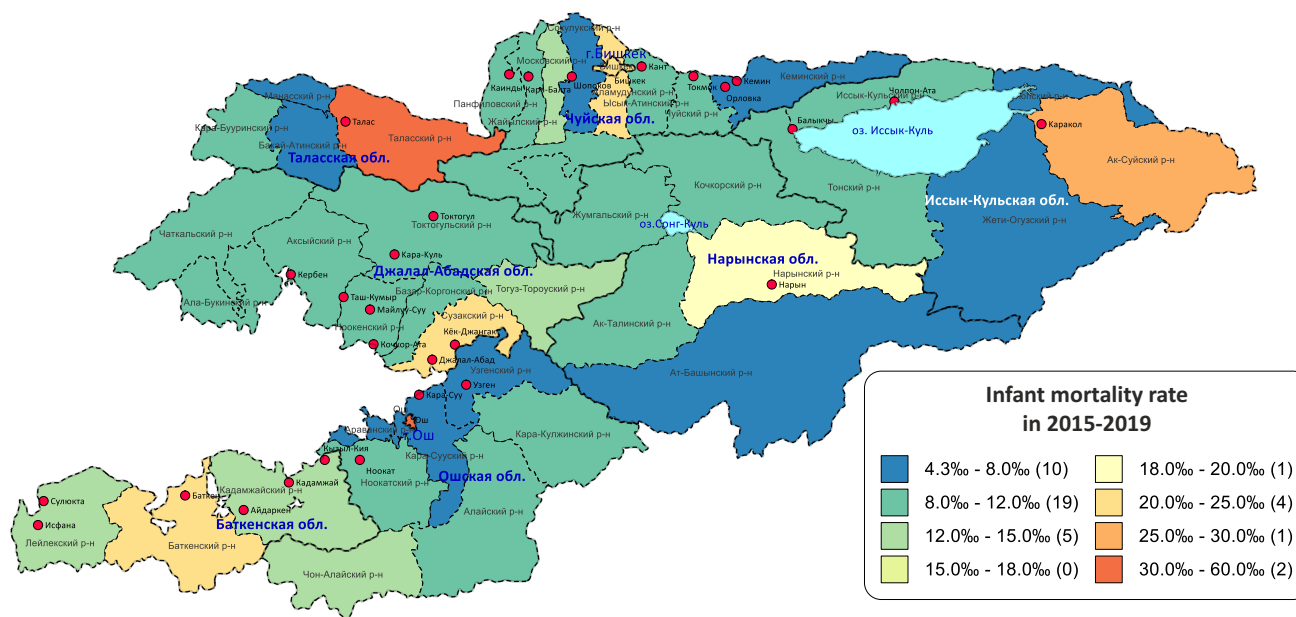 Сокулукский р-н
г.Бишкек
Московский р-н
Бишкек
Кант
Кеминский р-н
Каинды
Кара-Балта
Шопоков
Бишкек
Аламудунский р-н
Токмок
Кемин
Орловка
Иссык-Кульский р-н
Чолпон-Ата
Манасский р-н
Панфиловский р-н
Ысык-Атинский р-н
Жайылский р-н
Чуйская обл.
Чуйский р-н
Балыкчы
оз. Иссык-Куль
Каракол
Талас
Кара-Бууринский р-н
Таласский р-н
Бакай-Атинский р-н
Таласская обл.
Ак-Суйский р-н
Кочкорский р-н
Тонский р-н
Иссык-Кульская обл.
Жети-Огузский р-н
Токтогул
Токтогульский р-н
Жумгальский р-н
оз.Сонг-Куль
Чаткальский р-н
Аксыйский р-н
Кара-Куль
Джалал-Абадская обл.
Нарынская обл.
Нарынский р-н
Нарын
Кербен
Ала-Букинский р-н
Базар-Коргонский р-н
Тогуз-Тороуский р-н
Таш-Кумыр
Майлуу-Суу
Ноокенский р-н
Сузакский р-н
Ак-Талинский р-н
Кёк-Джангак
Кочкор-Ата
Джалал-Абад
Узгенский р-н
Ат-Башынский р-н
Узген
Кара-Суу
Ош
Ош
Араванский р-н
г.Ош
Кара-Кулжинский р-н
Кызыл-Кия
Кара-Сууский р-н
Ноокат
Ноокатский р-н
Ошская обл.
Кадамжай
Кадамжайский р-н
Баткен
Сулюкта
Айдаркен
Алайский р-н
Исфана
Баткенская обл.
Лейлекский р-н
Баткенский р-н
Чон-Алайский р-н
Infant mortality rate
in 2015-2019
4.3‰ - 8.0‰ (10)
8.0‰ - 12.0‰ (19)
12.0‰ - 15.0‰ (5)
15.0‰ - 18.0‰ (0)
18.0‰ - 20.0‰ (1)
20.0‰ - 25.0‰ (4)
25.0‰ - 30.0‰ (1)
30.0‰ - 60.0‰ (2)